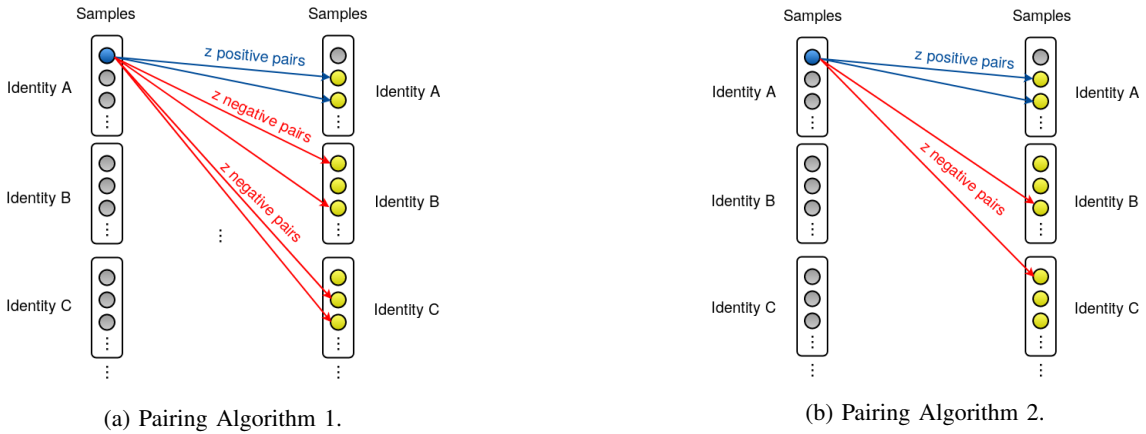 Samples
Samples
z positive pairs
Identity A
Identity A
z negative pairs
z negative pairs
Identity B
Identity B
Identity C
Identity C
(a) Pairing Algorithm 1.
Samples
Samples
z positive pairs
Identity A
Identity A
z negative pairs
Identity B
Identity B
Identity C
Identity C
(b) Pairing Algorithm 2.